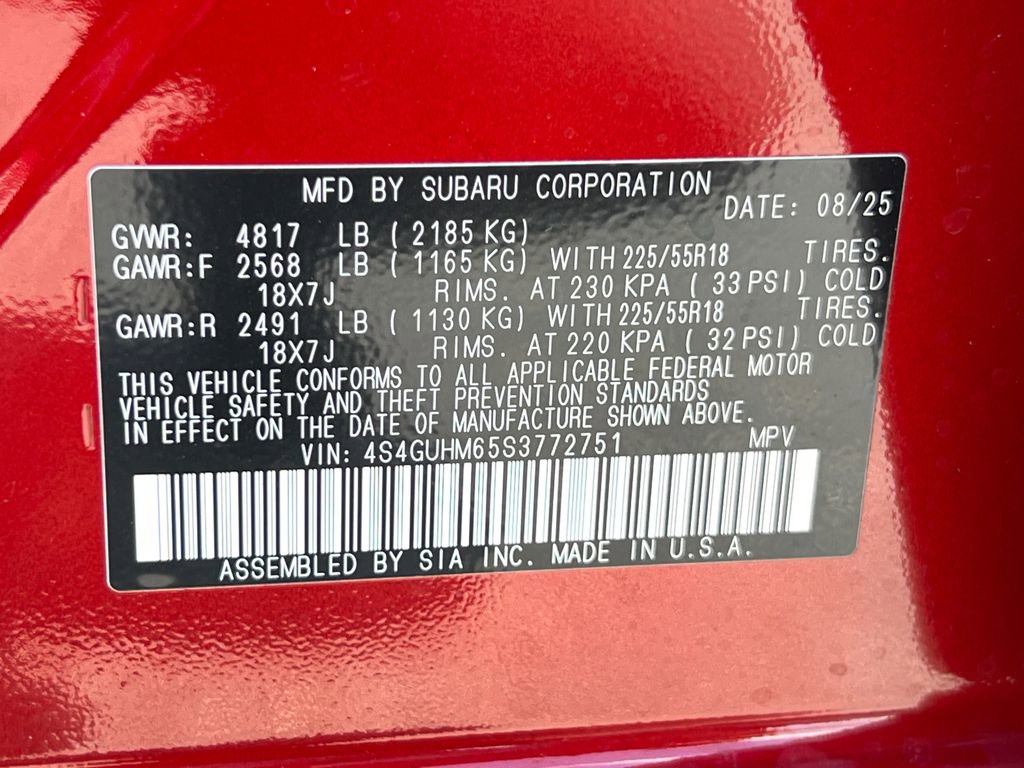 MFD BY SUBARU CORPORATION
DATE: 08/25
GVWR: 4817 LB ( 2185 KG)
GAWR:F 2568 LB ( 1165 KG) WITH 225/55R18 TIRES.
18X7J RIMS. AT 230 KPA ( 33 PSI) COLD
GAWR:R 2491 LB ( 1130 KG) WITH 225/55R18 TIRES.
18X7J RIMS. AT 220 KPA ( 32 PSI) COLD
THIS VEHICLE CONFORMS TO ALL APPLICABLE FEDERAL MOTOR
VEHICLE SAFETY AND THEFT PREVENTION STANDARDS
IN EFFECT ON THE DATE OF MANUFACTURE SHOWN ABOVE.
VIN: 4S4GUHM65S3772751 MPV
ASSEMBLED BY SIA INC. MADE IN U.S.A.